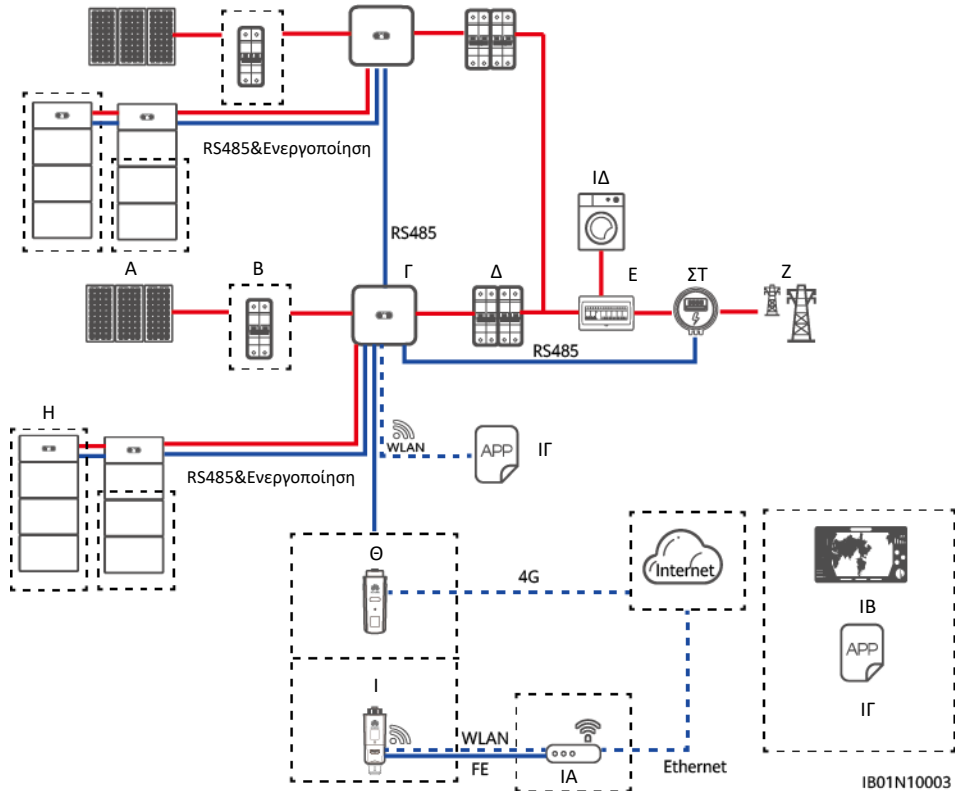 RS485&Ενεργοποίηση
RS485
ΙΔ
Α
Β
Γ
Δ
Ε
ΣΤ
Ζ
RS485
Η
WLAN
APP
ΙΓ
RS485&Ενεργοποίηση
Θ
4G
Internet
ΙΒ
APP
ΙΓ
Ι
WLAN
FE
ΙΑ
Ethernet
IB01N10003